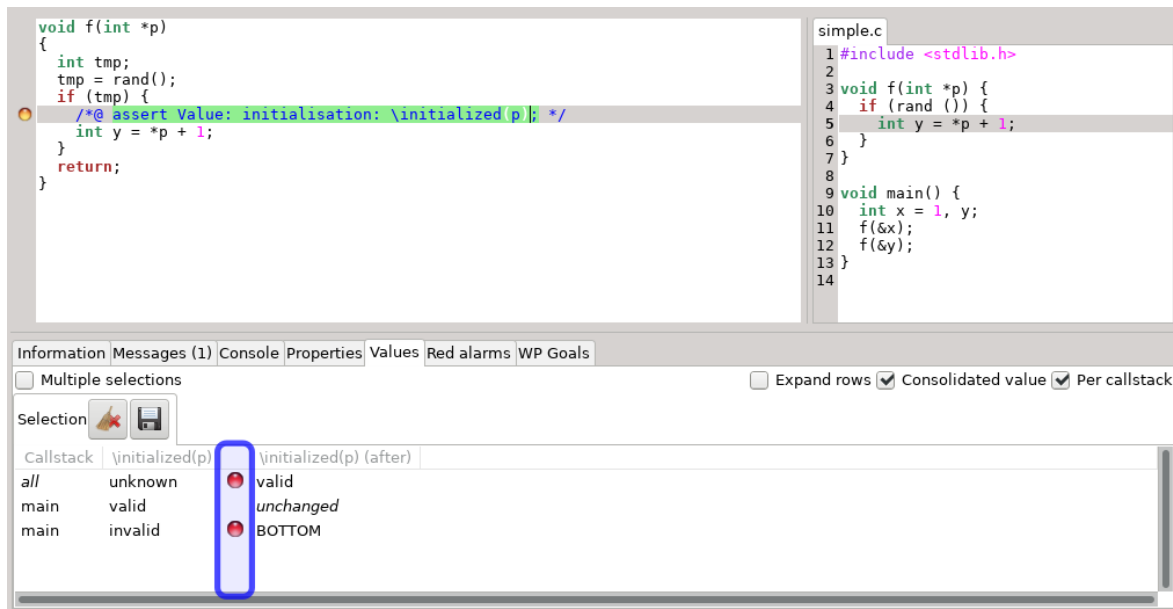 void f(int *p)
{
  int tmp;
  tmp = rand();
  if (tmp) {
    /*@ assert Value: initialisation: \initialized(p); */
    int y = *p + 1;
  }
  return;
}
simple.c
1 #include <stdlib.h>
2
3 void f(int *p) {
4   if (rand ()) {
5     int y = *p + 1;
6   }
7 }
8
9 void main() {
10   int x = 1, y;
11   f(&x);
12   f(&y);
13 }
14
Information Messages (1) Console Properties Values Red alarms WP Goals
Multiple selections Expand rows Consolidated value Per callstack
Selection
Callstack \initialized(p) \initialized(p) (after)
all unknown valid
main valid unchanged
main invalid BOTTOM